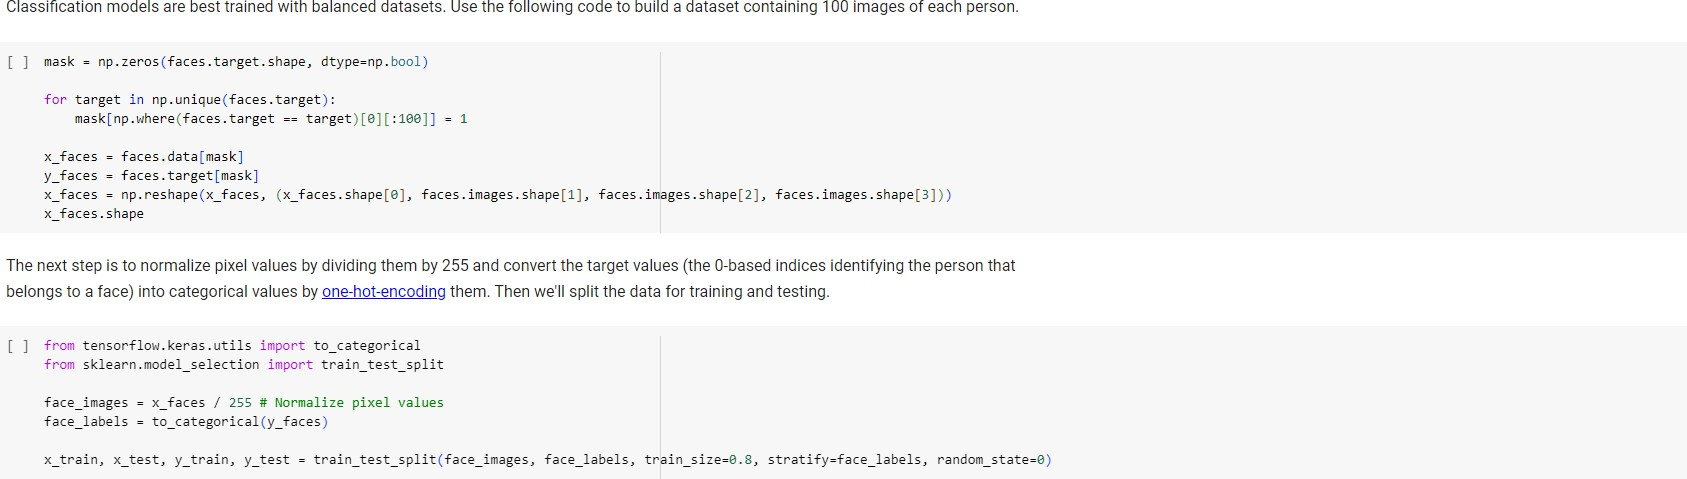 Classification models are best trained with balanced datasets. Use the following code to build a dataset containing 100 images of each person.
[ ] mask = np.zeros(faces.target.shape, dtype=np.bool)
for target in np.unique(faces.target):
    mask[np.where(faces.target == target)[0][:100]] = 1
x_faces = faces.data[mask]
y_faces = faces.target[mask]
x_faces = np.reshape(x_faces, (x_faces.shape[0], faces.images.shape[1], faces.images.shape[2], faces.images.shape[3]))
x_faces.shape
The next step is to normalize pixel values by dividing them by 255 and convert the target values (the 0-based indices identifying the person that
belongs to a face) into categorical values by one-hot-encoding them. Then we'll split the data for training and testing.
[ ] from tensorflow.keras.utils import to_categorical
from sklearn.model_selection import train_test_split
face_images = x_faces / 255 # Normalize pixel values
face_labels = to_categorical(y_faces)
x_train, x_test, y_train, y_test = train_test_split(face_images, face_labels, train_size=0.8, stratify=face_labels, random_state=0)